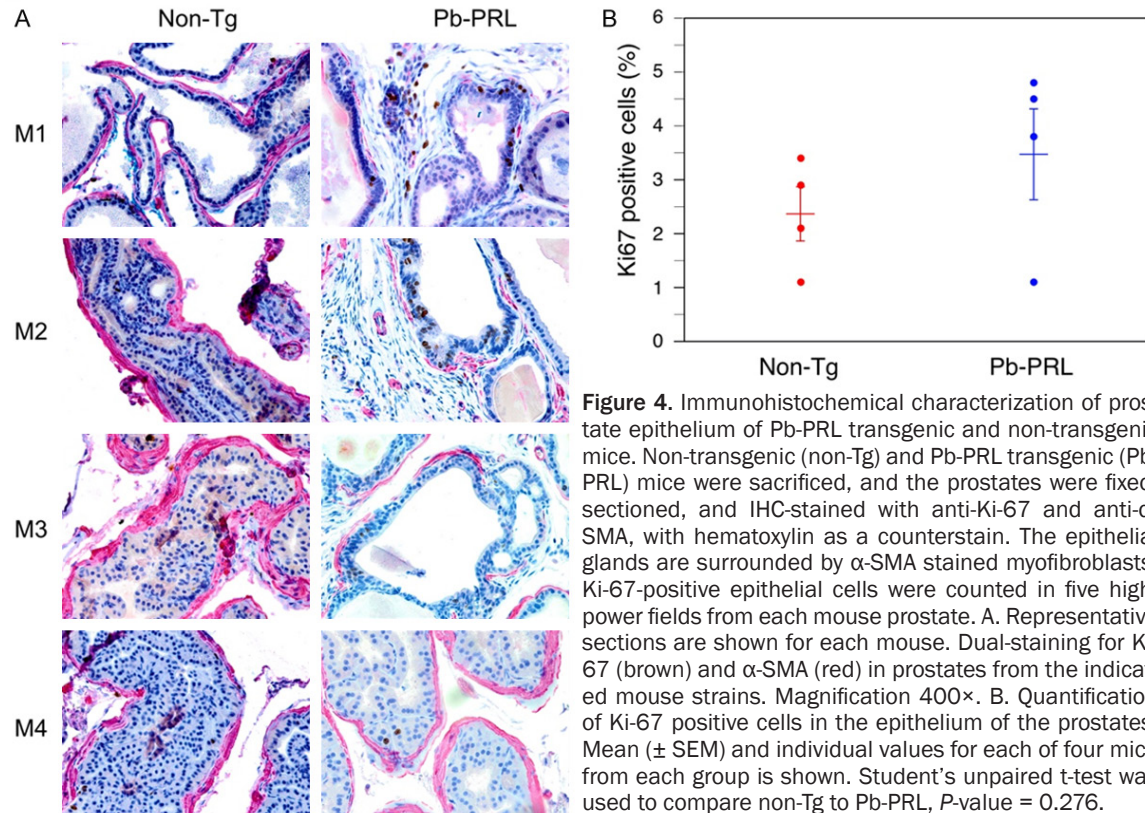 A
Non-Tg Pb-PRL
M1
M2
M3
M4
B
Ki67 positive cells (%)
6
5
4
3
2
1
0
Non-Tg Pb-PRL
Figure 4. Immunohistochemical characterization of pros
tate epithelium of Pb-PRL transgenic and non-transgeni
mice. Non-transgenic (non-Tg) and Pb-PRL transgenic (Pb
PRL) mice were sacrificed, and the prostates were fixed
sectioned, and IHC-stained with anti-Ki-67 and anti-
SMA, with hematoxylin as a counterstain. The epithelia
glands are surrounded by α-SMA stained myofibroblasts
Ki-67-positive epithelial cells were counted in five high
power fields from each mouse prostate. A. Representativ
sections are shown for each mouse. Dual-staining for K
67 (brown) and α-SMA (red) in prostates from the indicat
ed mouse strains. Magnification 400×. B. Quantification
of Ki-67 positive cells in the epithelium of the prostates
Mean (± SEM) and individual values for each of four mic
from each group is shown. Student's unpaired t-test wa
used to compare non-Tg to Pb-PRL, P-value = 0.276.